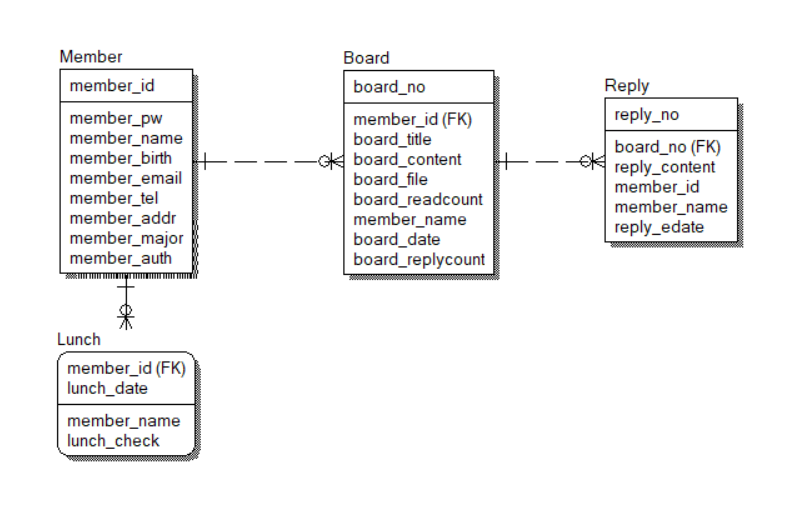 Member
member_id
member_pw
member_name
member_birth
member_email
member_tel
member_addr
member_major
member_auth
Board
board_no
member_id (FK)
board_title
board_content
board_file
board_readcount
member_name
board_date
board_replycount
Reply
reply_no
board_no (FK)
reply_content
member_id
member_name
reply_edate
Lunch
member_id (FK)
lunch_date
member_name
lunch_check